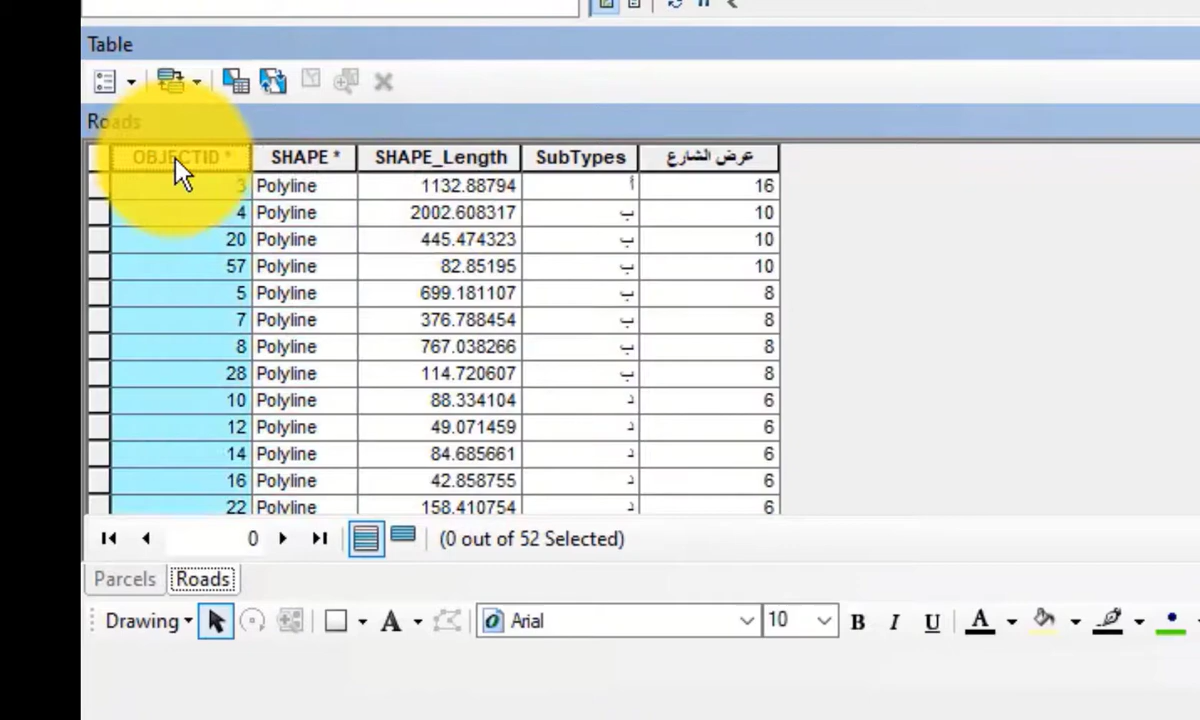 Table
Roads
OBJECTID * SHAPE * SHAPE_Length SubTypes عرض الشارع
3 Polyline 1132.88794 أ 16
4 Polyline 2002.608317 ب 10
20 Polyline 445.474323 ب 10
57 Polyline 82.85195 ب 10
5 Polyline 699.181107 ب 8
7 Polyline 376.788454 ب 8
8 Polyline 767.038266 ب 8
28 Polyline 114.720607 ب 8
10 Polyline 88.334104 د 6
12 Polyline 49.071459 د 6
14 Polyline 84.685661 د 6
16 Polyline 42.858755 د 6
22 Polyline 158.410754 د 6
0 (0 out of 52 Selected)
Parcels Roads
Drawing A Arial 10 B I U A